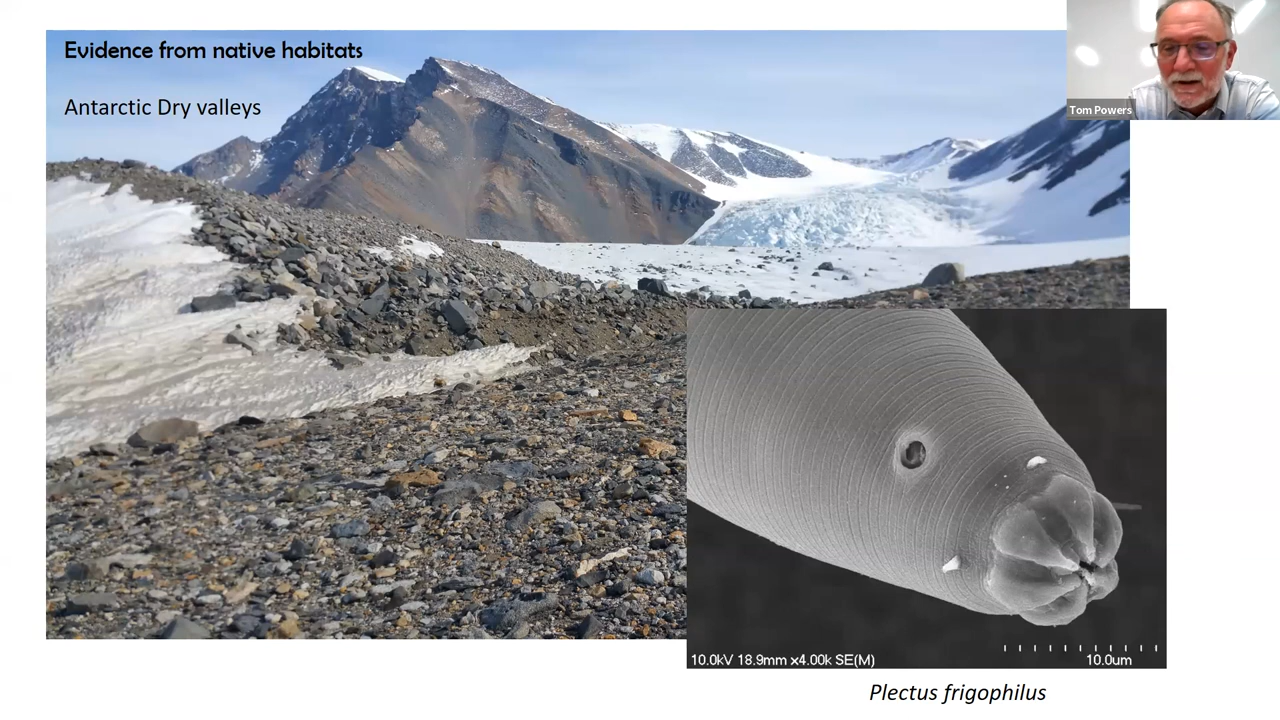 Evidence from native habitats
Antarctic Dry valleys
Tom Powers
10.0kV 18.9mm x4.00k SE(M)
10.0um
Plectus frigophilus